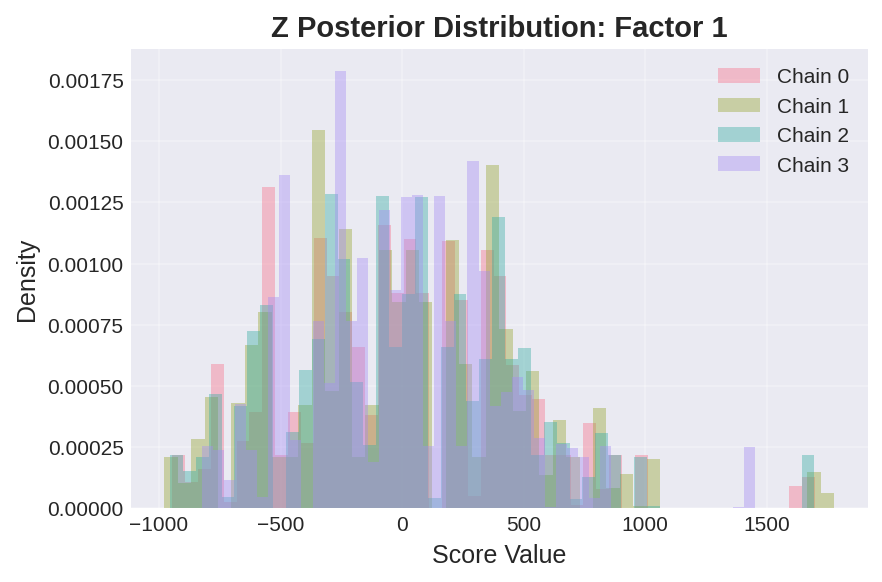 Z Posterior Distribution: Factor 1
Chain 0
Chain 1
Chain 2
Chain 3
0.00175
0.00150
0.00125
0.00100
0.00075
0.00050
0.00025
0.00000
Density
−1000 −500 0 500 1000 1500
Score Value